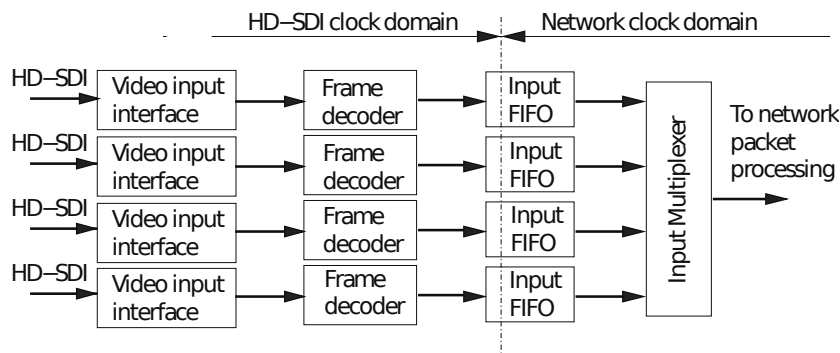 HD–SDI clock domain
Network clock domain
HD–SDI
Video input
interface
Frame
decoder
Input
FIFO
HD–SDI
Video input
interface
Frame
decoder
Input
FIFO
HD–SDI
Video input
interface
Frame
decoder
Input
FIFO
HD–SDI
Video input
interface
Frame
decoder
Input
FIFO
Input Multiplexer
To network
packet
processing